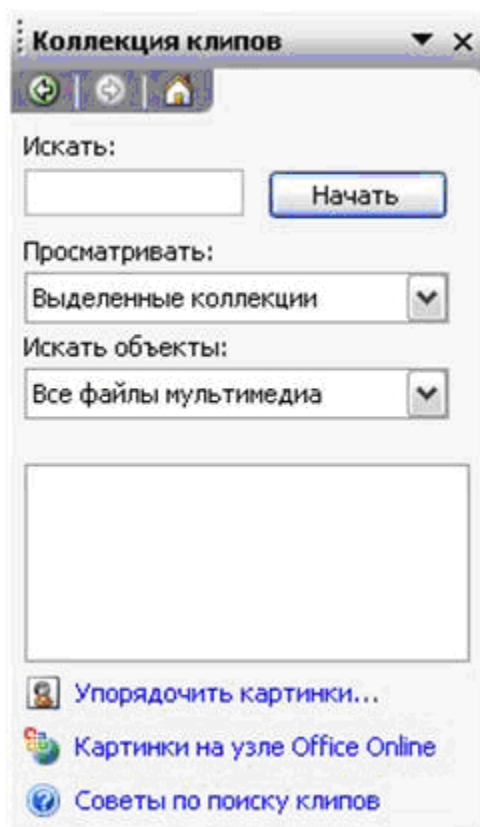 Коллекция клипов
Искать:
Начать
Просматривать:
Выделенные коллекции
Искать объекты:
Все файлы мультимедиа
Упорядочить картинки...
Картинки на узле Office Online
Советы по поиску клипов